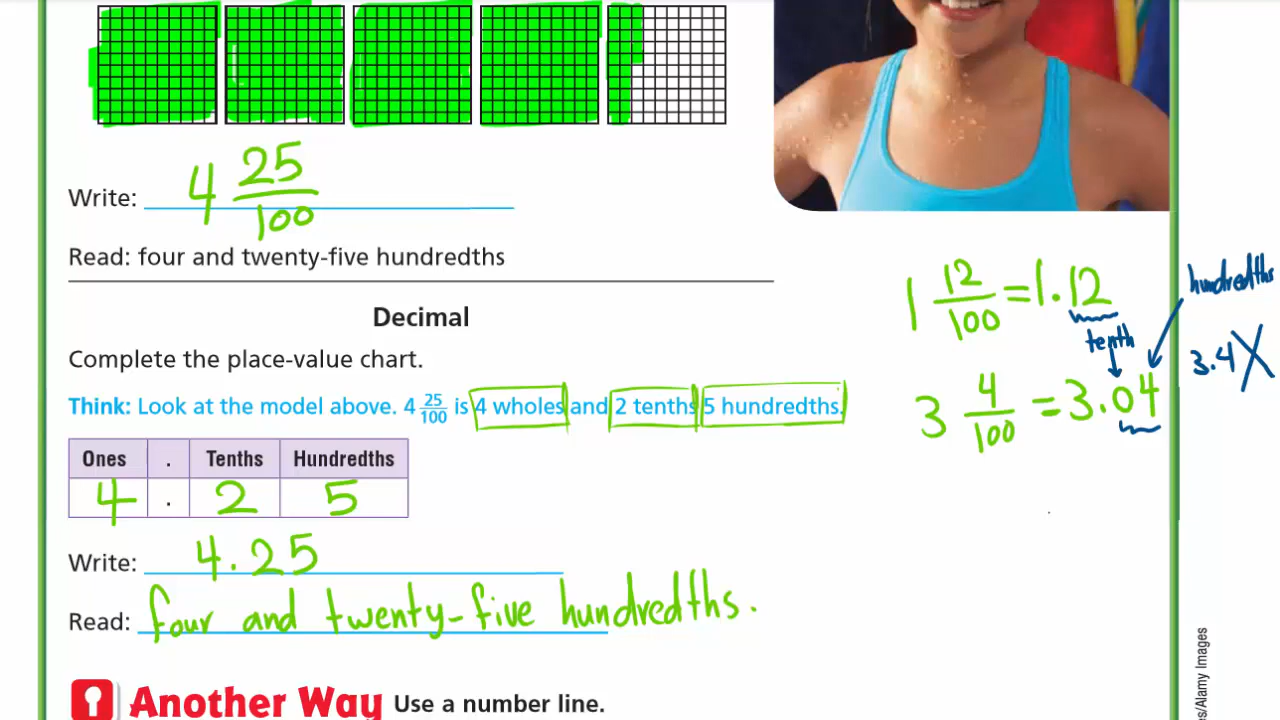 Write: 4 25/100
Read: four and twenty-five hundredths
Decimal
Complete the place-value chart.
Think: Look at the model above. 4 25/100 is 4 wholes and 2 tenths 5 hundredths.
Ones . Tenths Hundredths
4 . 2 5
Write: 4.25
Read: four and twenty-five hundredths.
Another Way Use a number line.
1 12/100 = 1.12
hundredths
tenth
3.4 X
3 4/100 = 3.04
s/Alamy Images